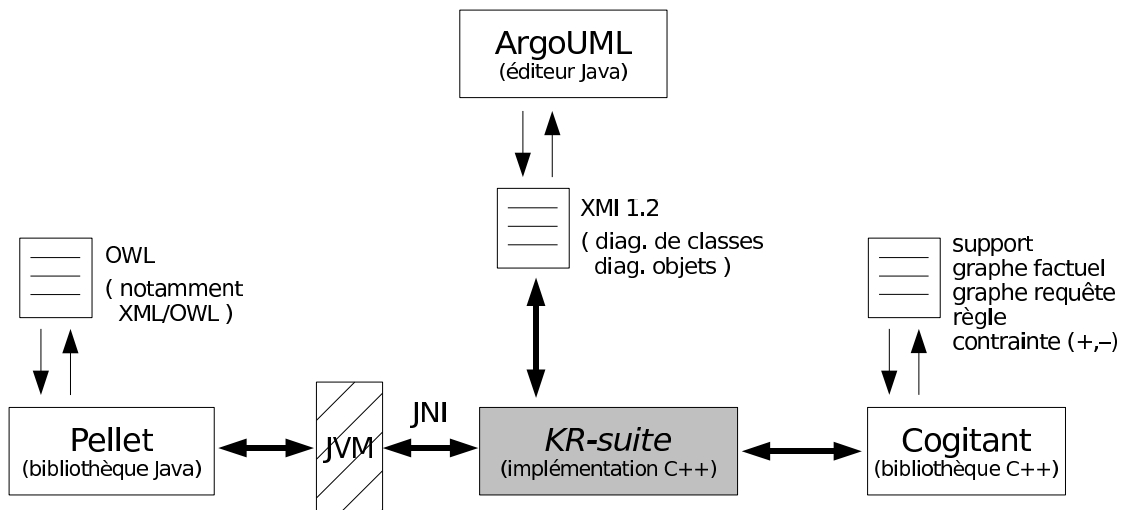 ArgoUML
(éditeur Java)
XMI 1.2
( diag. de classes
diag. objets )
OWL
( notamment
XML/OWL )
support
graphe factuel
graphe requête
règle
contrainte (+,–)
Pellet
(bibliothèque Java)
JVM
JNI
KR-suite
(implémentation C++)
Cogitant
(bibliothèque C++)